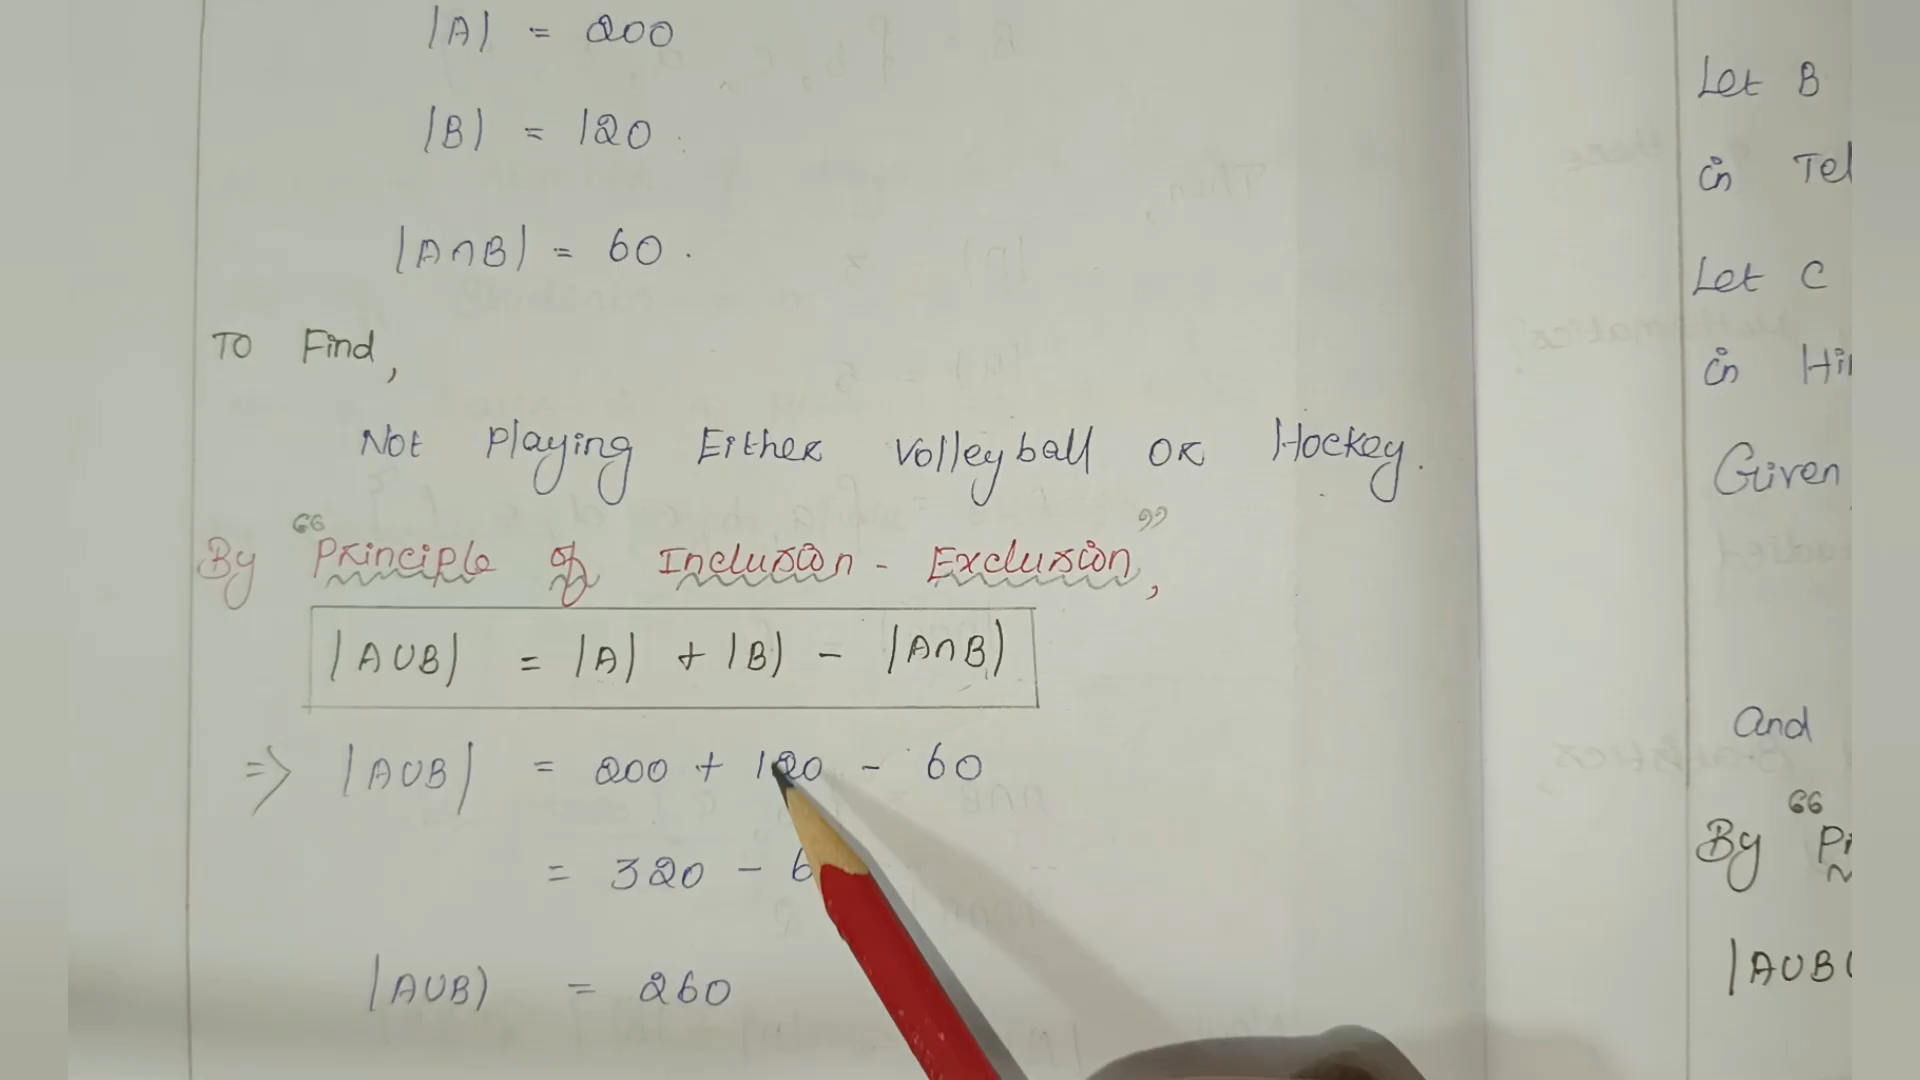 |A| = 200
|B| = 120
|A∩B| = 60.
To Find,
Not Playing Either Volleyball or Hockey.
By "Principle of Inclusion - Exclusion",
|A∪B| = |A| + |B| - |A∩B|
=> |A∪B| = 200 + 120 - 60
= 320 - 6
|A∪B| = 260
Let B
in Tel
Let C
in Hi
Given
And
By "Pr
|A∪B∪